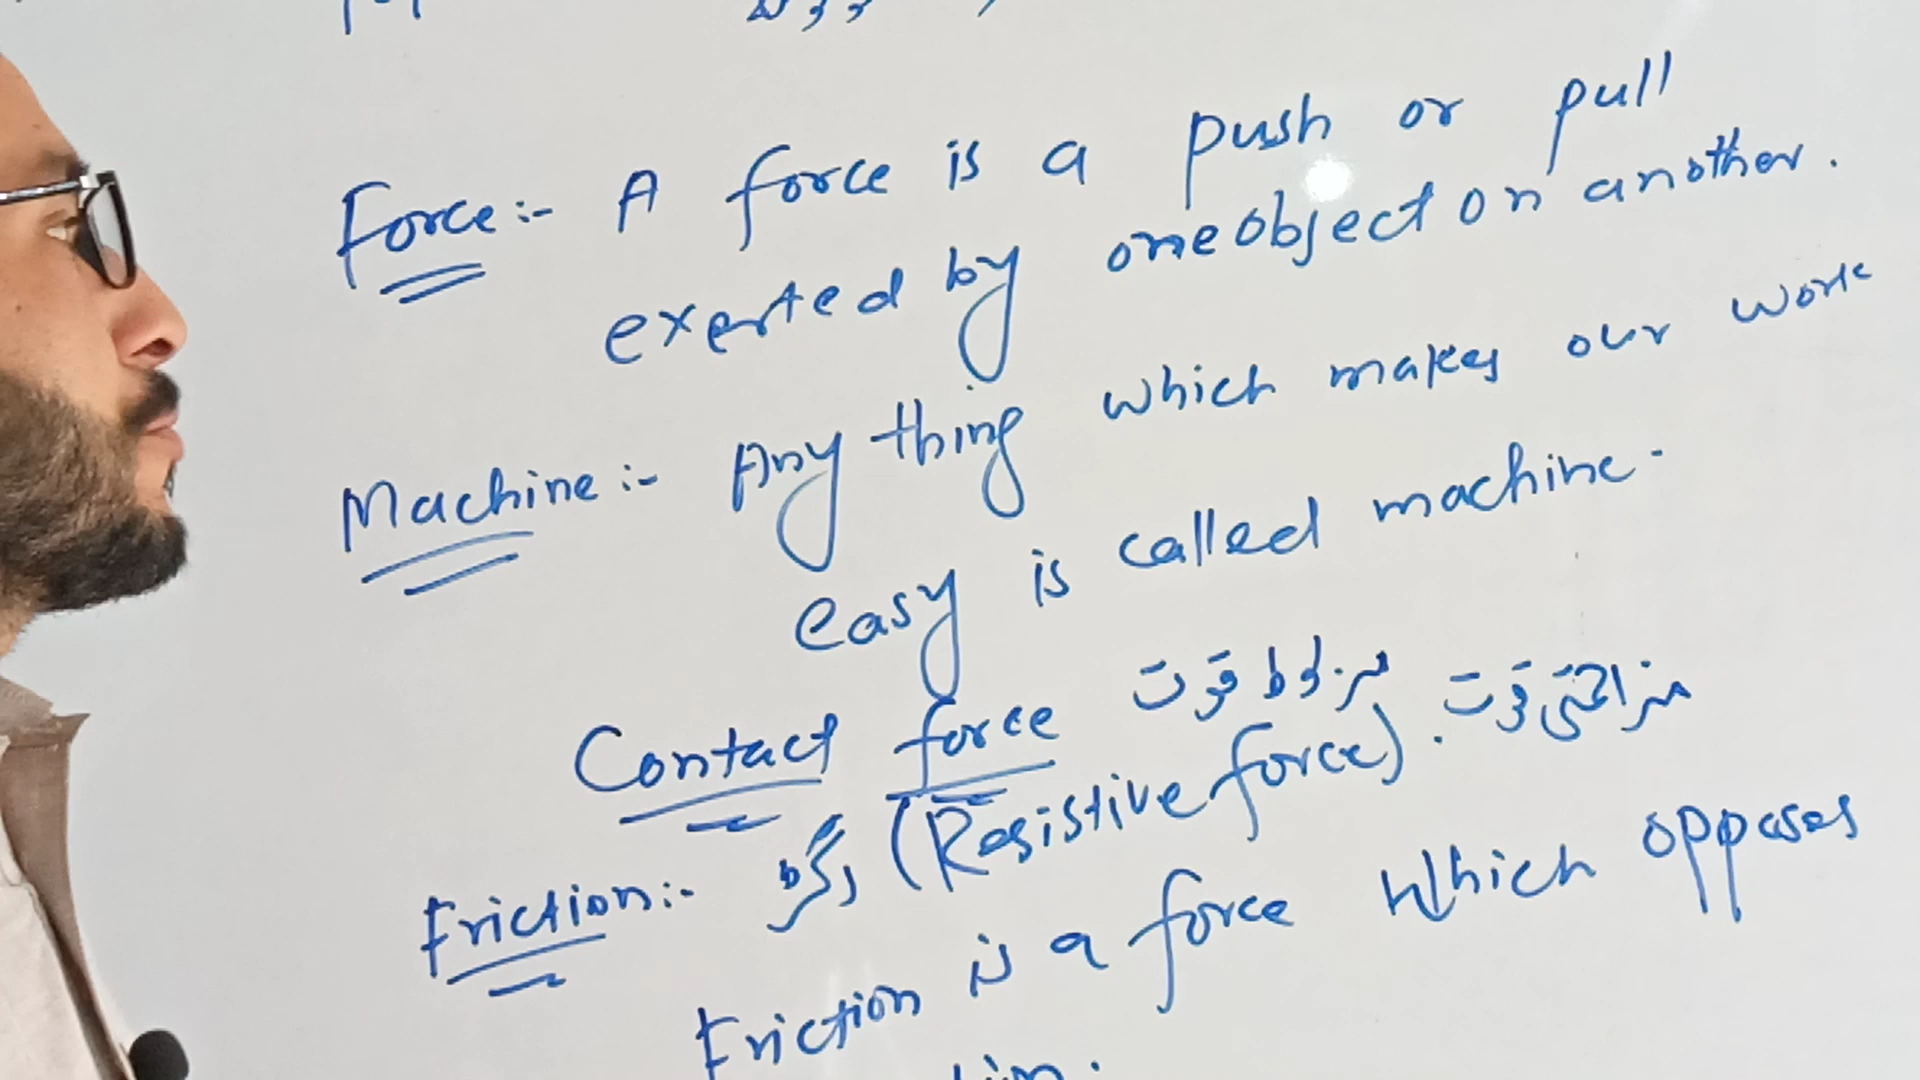 Force:- A force is a push or pull
exerted by one object on another.
Machine:- Any thing which makes our work
easy is called machine.
Contact force مربوط قوت
Friction:- رگڑ (Resistive force). مزاحمتی قوت
Friction is a force which opposes